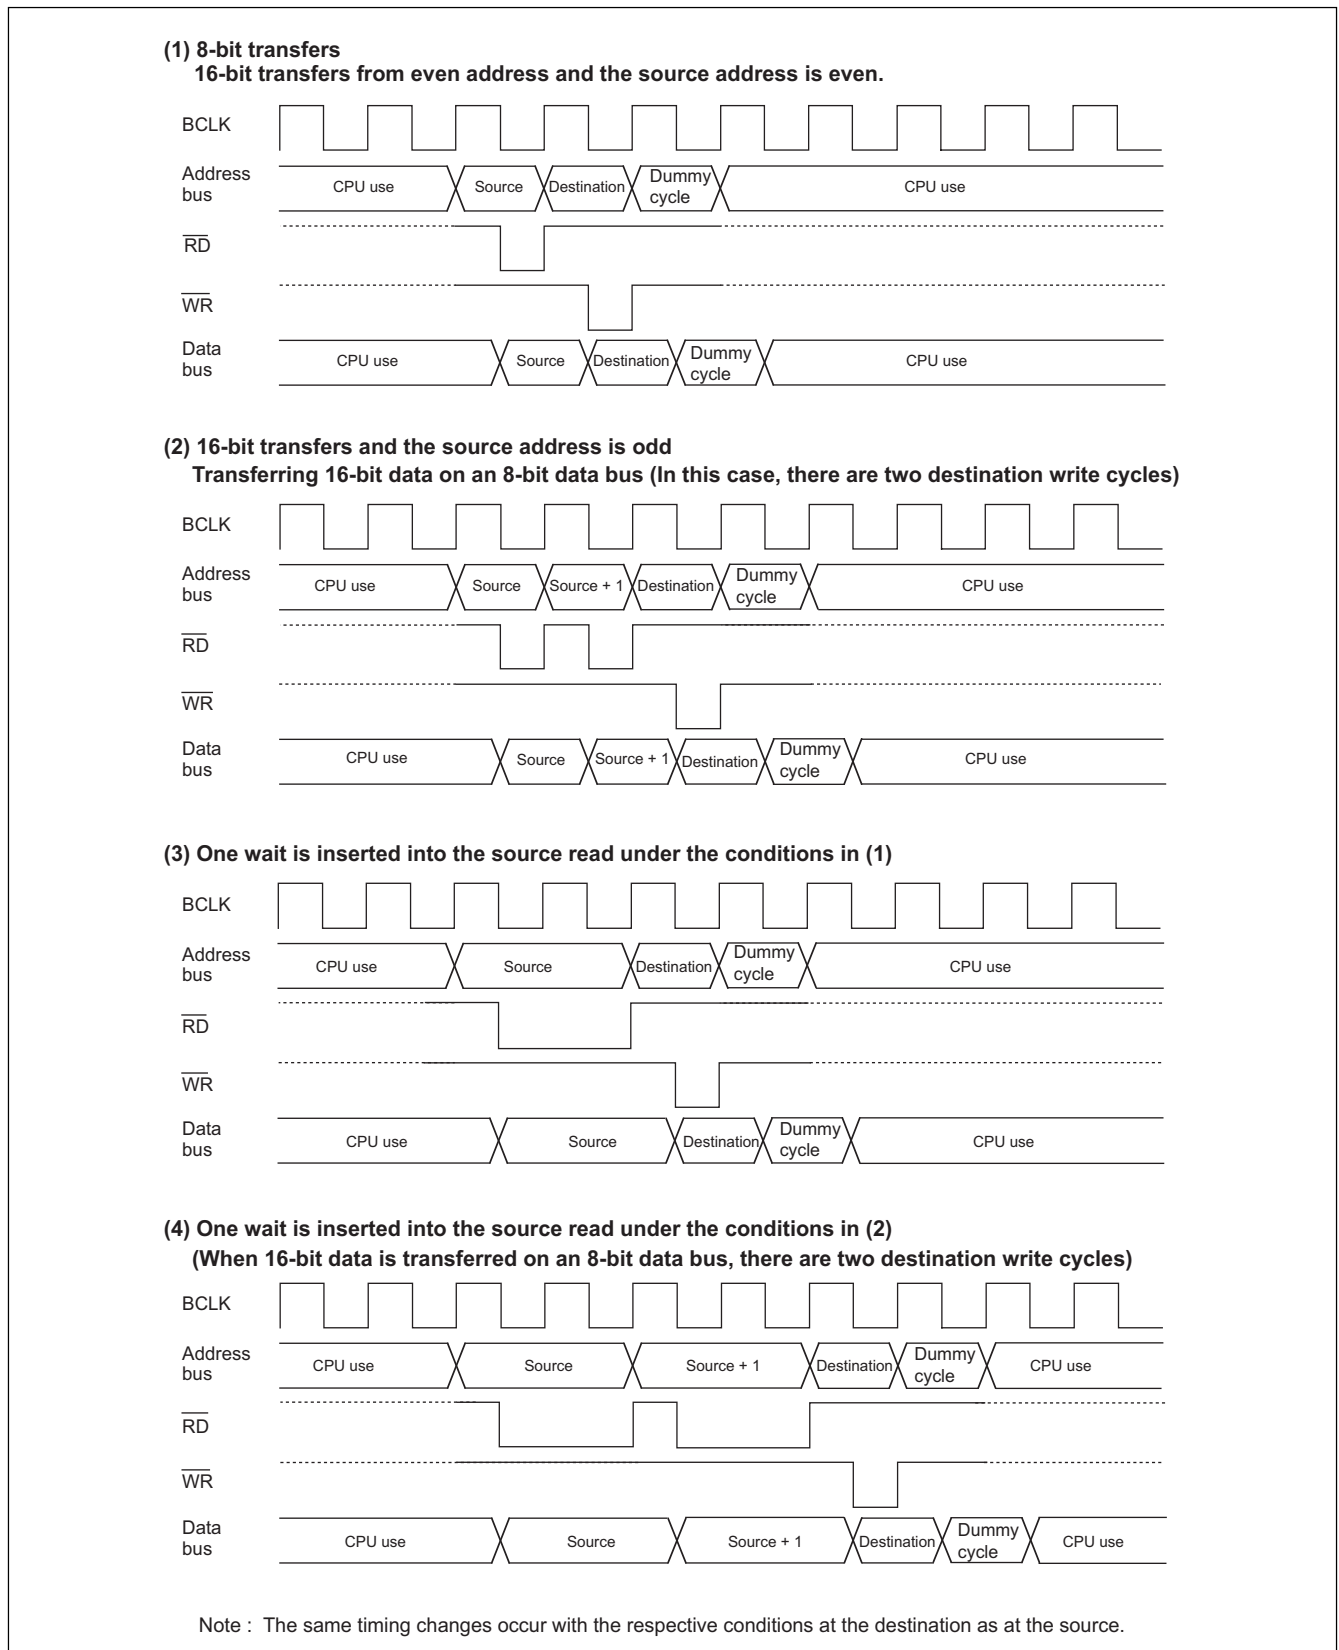 (1) 8-bit transfers
16-bit transfers from even address and the source address is even.
BCLK
Address
bus
CPU use
Source
Destination
Dummy
cycle
CPU use
RD
WR
Data
bus
CPU use
Source
Destination
Dummy
cycle
CPU use
(2) 16-bit transfers and the source address is odd
Transferring 16-bit data on an 8-bit data bus (In this case, there are two destination write cycles)
BCLK
Address
bus
CPU use
Source
Source + 1
Destination
Dummy
cycle
CPU use
RD
WR
Data
bus
CPU use
Source
Source + 1
Destination
Dummy
cycle
CPU use
(3) One wait is inserted into the source read under the conditions in (1)
BCLK
Address
bus
CPU use
Source
Destination
Dummy
cycle
CPU use
RD
WR
Data
bus
CPU use
Source
Destination
Dummy
cycle
CPU use
(4) One wait is inserted into the source read under the conditions in (2)
(When 16-bit data is transferred on an 8-bit data bus, there are two destination write cycles)
BCLK
Address
bus
CPU use
Source
Source + 1
Destination
Dummy
cycle
CPU use
RD
WR
Data
bus
CPU use
Source
Source + 1
Destination
Dummy
cycle
CPU use
Note : The same timing changes occur with the respective conditions at the destination as at the source.